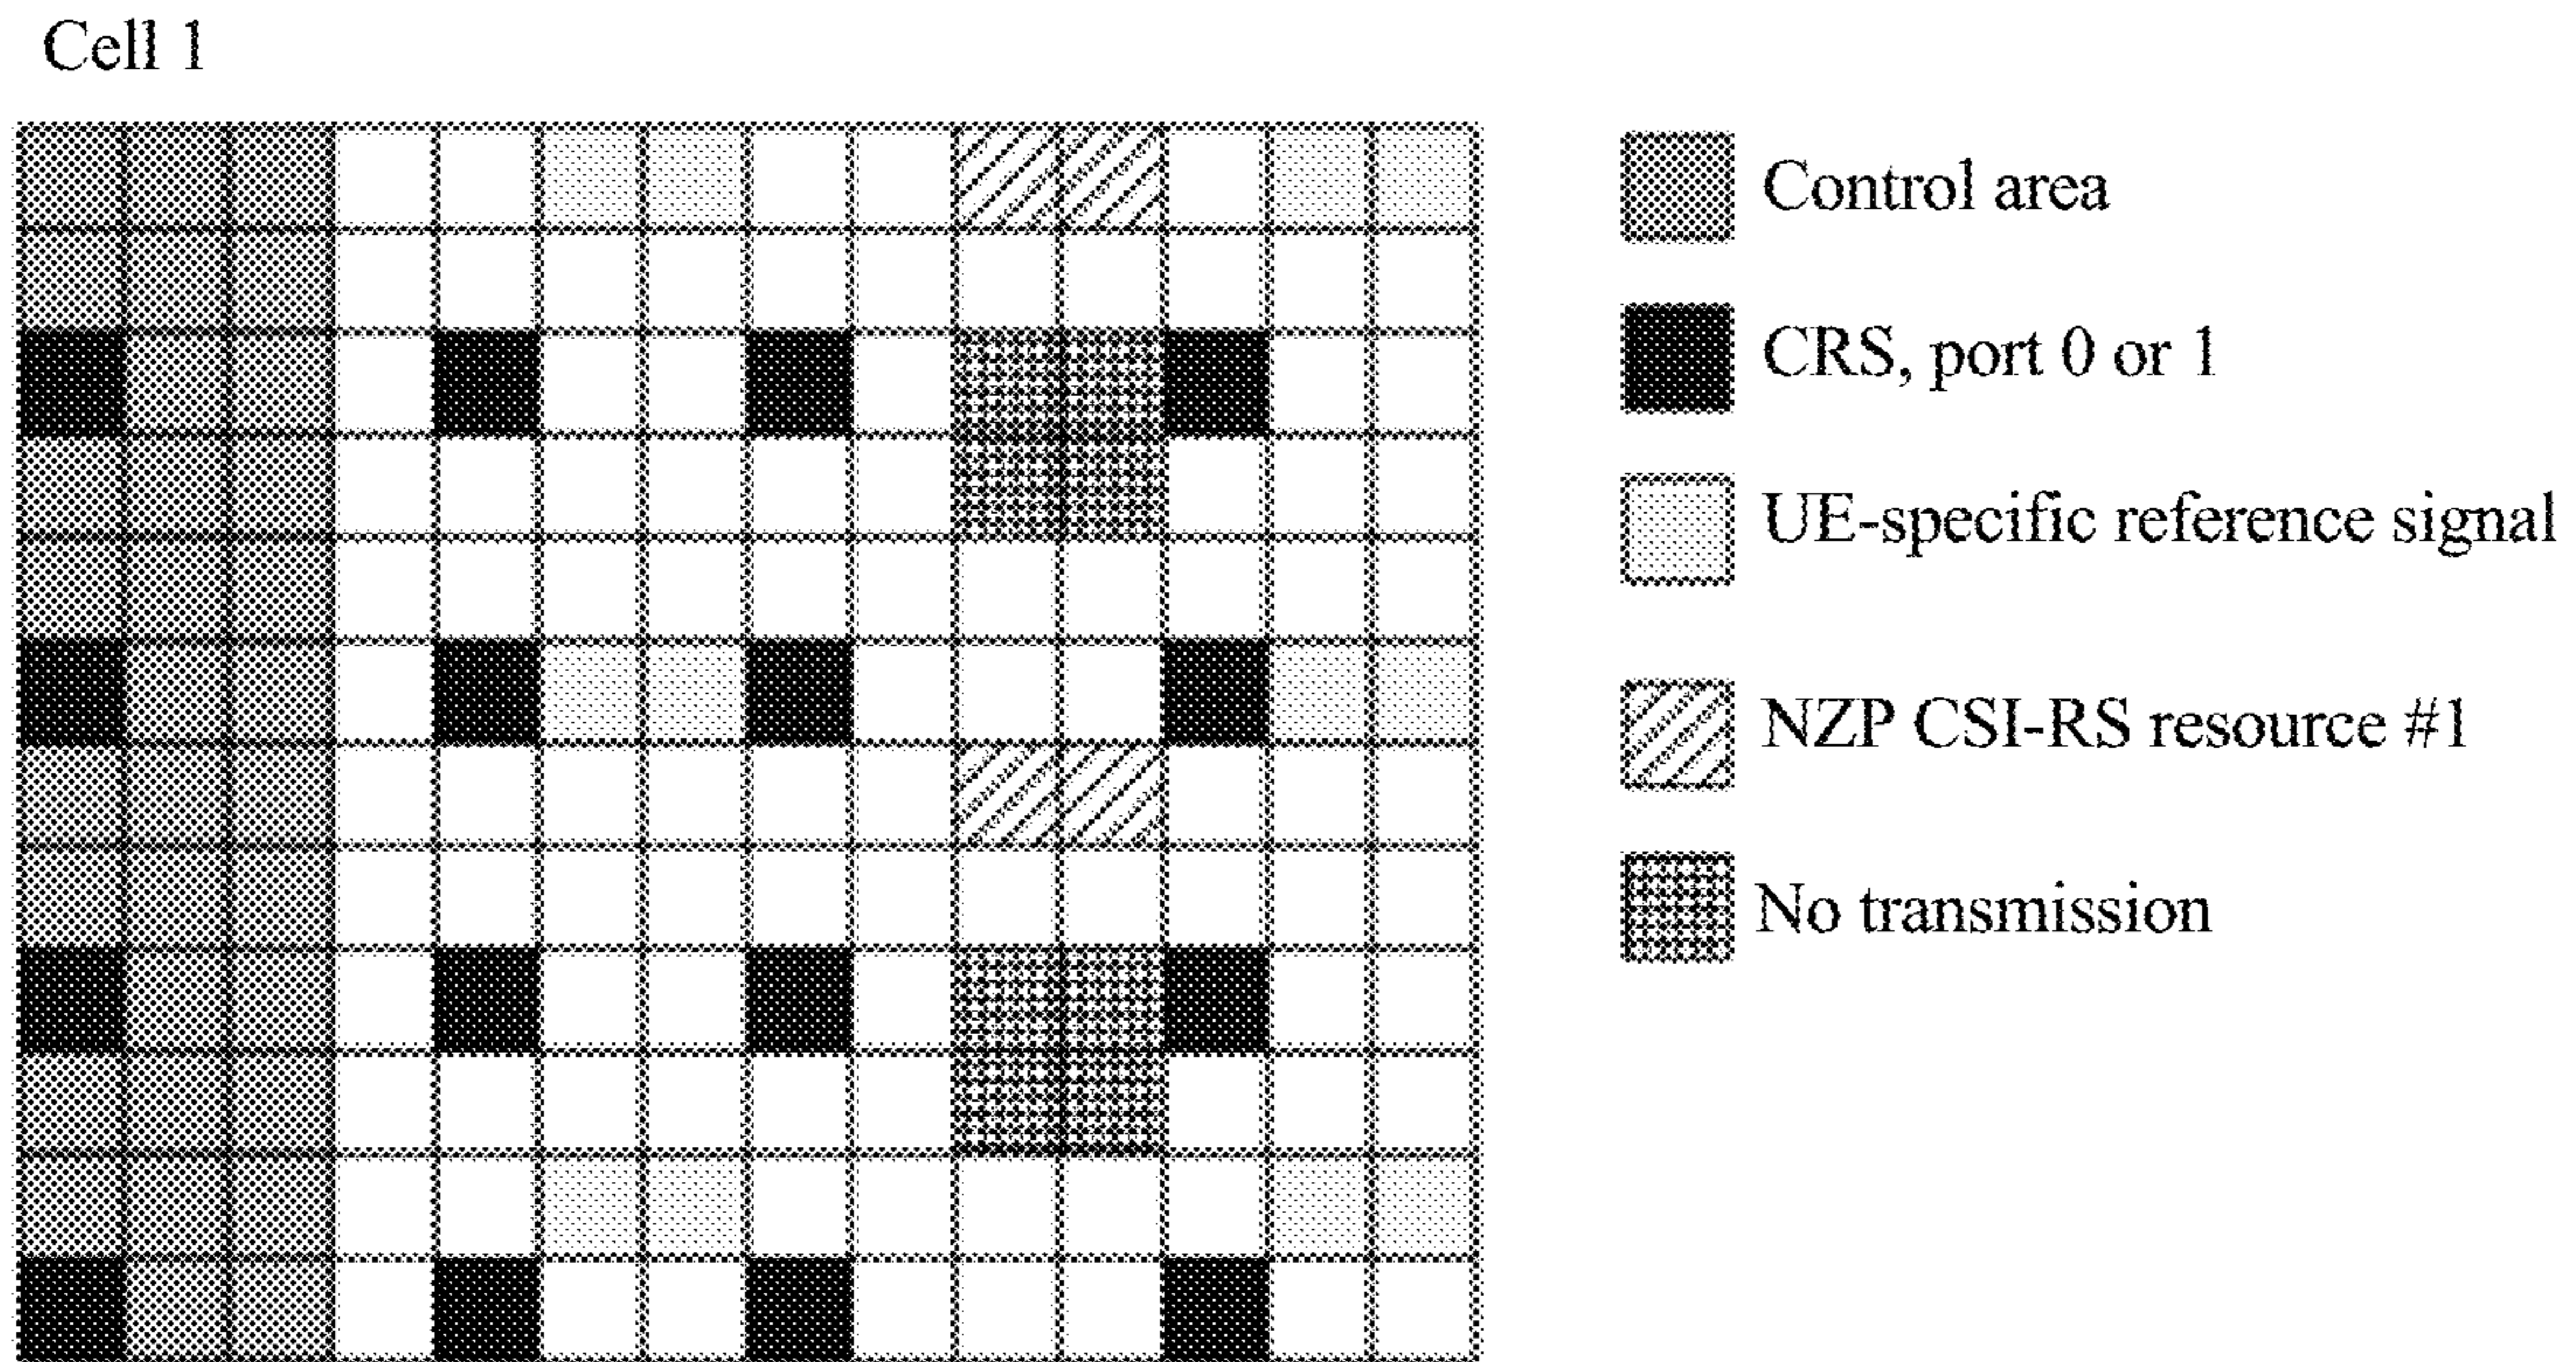 Cell 1
Control area
CRS, port 0 or 1
UE-specific reference signal
NZP CSI-RS resource #1
No transmission